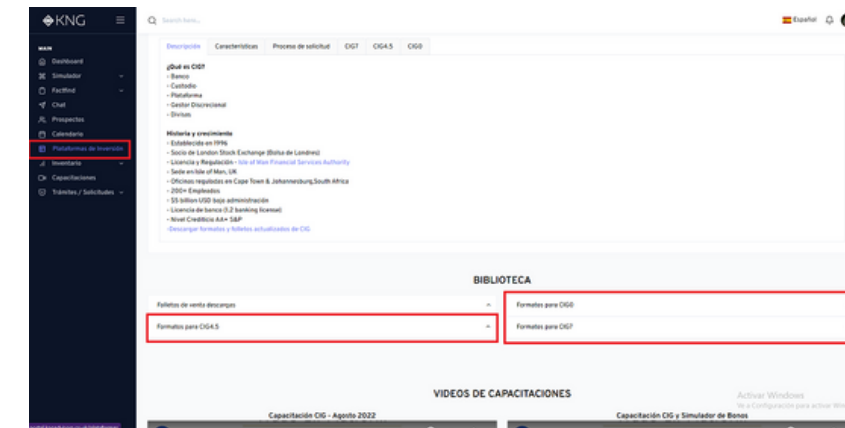 KNG
Search here...
Español
MAIN
Dashboard
Simulador
Factfind
Chat
Prospectos
Calendario
Plataformas de Inversión
Inventario
Capacitaciones
Trámites / Solicitudes
Descripción Características Proceso de solicitud CIG7 CIG4.5 CIG0
¿Qué es CIG?
- Banco
- Custodio
- Plataforma
- Gestor Discrecional
- Divisas
Historia y crecimiento
- Establecido en 1996
- Socio de London Stock Exchange (Bolsa de Londres)
- Licencia y Regulación - Isle of Man Financial Services Authority
- Sede en Isle of Man, UK
- Oficinas reguladas en Cape Town & Johannesburg,South Africa
- 200+ Empleados
- $5 billion USD bajo administración
- Licencia de banco (1.2 banking license)
- Nivel Crediticio AA+ S&P
-Descargar formatos y folletos actualizados de CIG
BIBLIOTECA
Folletos de venta descargas
Formatos para CIG0
Formatos para CIG4.5
Formatos para CIG7
VIDEOS DE CAPACITACIONES
Activar Windows
Ve a Configuración para activar Win
Capacitación CIG - Agosto 2022
Capacitación CIG y Simulador de Bonos